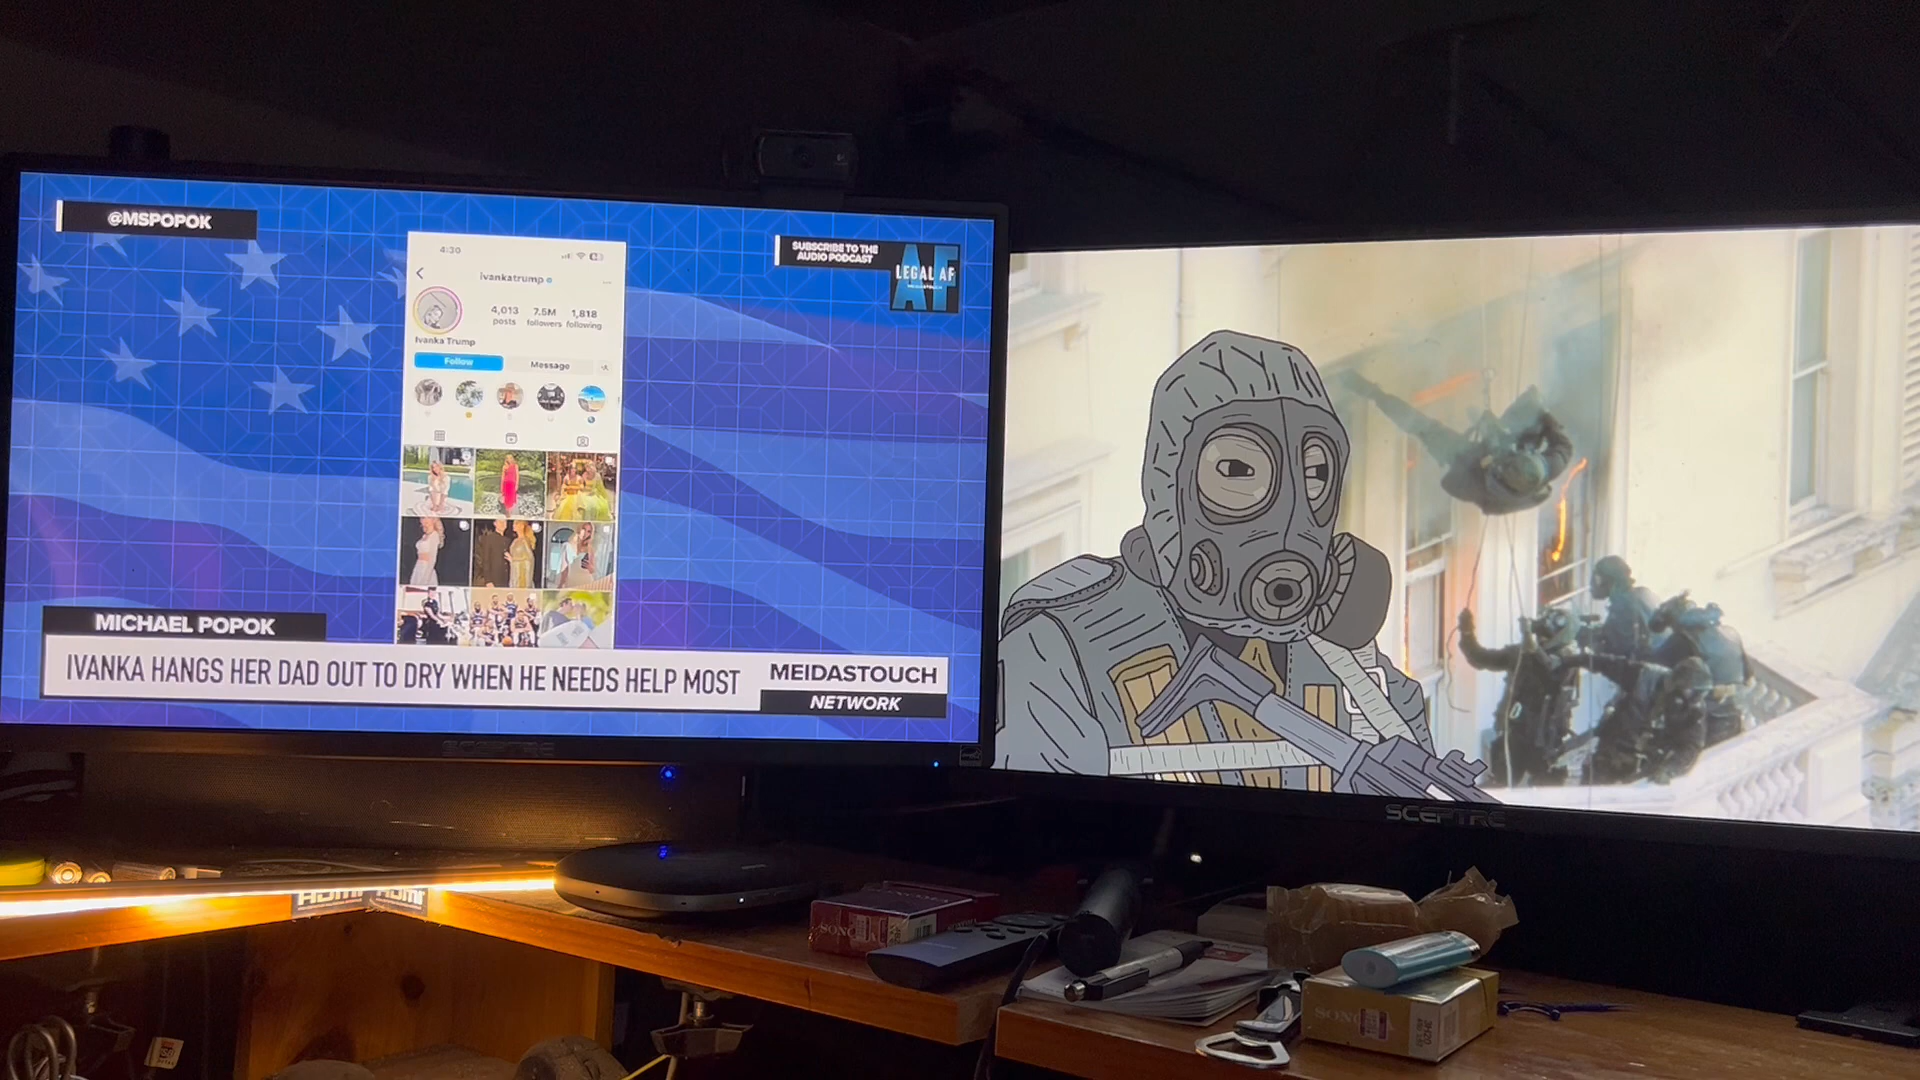 @MSPOPOK
SUBSCRIBE TO THE
AUDIO PODCAST
LEGAL AF
4:30
ivankatrump
4,013
7.5M
1,818
posts
followers
following
Ivanka Trump
Follow
Message
MICHAEL POPOK
IVANKA HANGS HER DAD OUT TO DRY WHEN HE NEEDS HELP MOST
MEIDASTOUCH
NETWORK
SCEPTRE
SCEPTRE
HDMI
HDMI
SONOMA